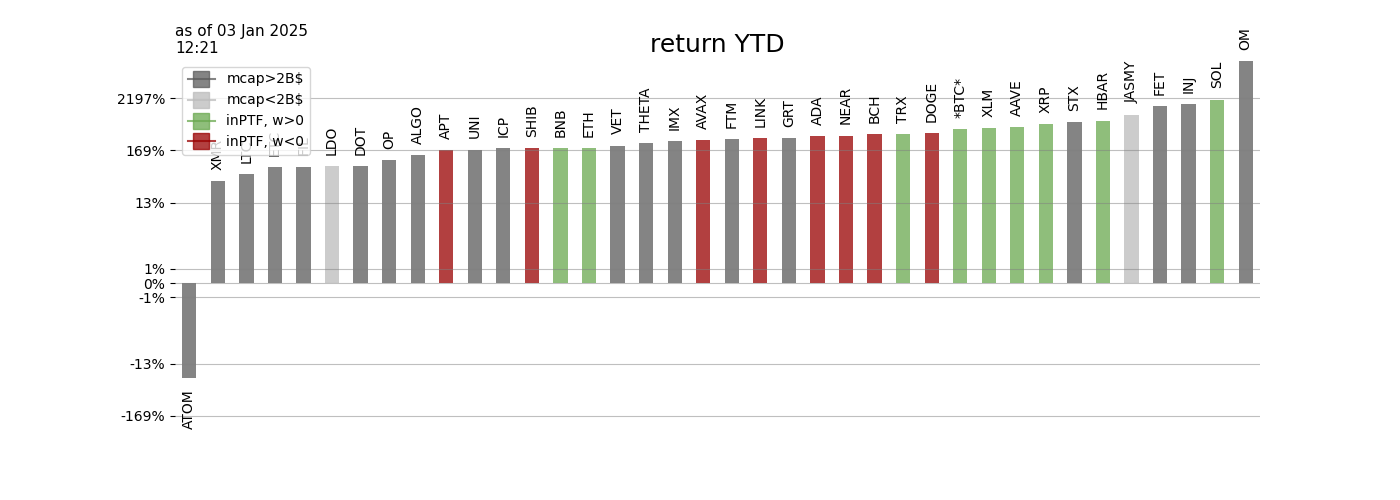 as of 03 Jan 2025
12:21
return YTD
mcap>2B$
mcap<2B$
inPTF, w>0
inPTF, w<0
2197%
169%
13%
1%
0%
-1%
-13%
-169%
ATOM
XMR
LDO
DOT
OP
ALGO
APT
UNI
ICP
SHIB
BNB
ETH
VET
THETA
IMX
AVAX
FTM
LINK
GRT
ADA
NEAR
BCH
TRX
DOGE
*BTC*
XLM
AAVE
XRP
STX
HBAR
JASMY
FET
INJ
SOL
OM